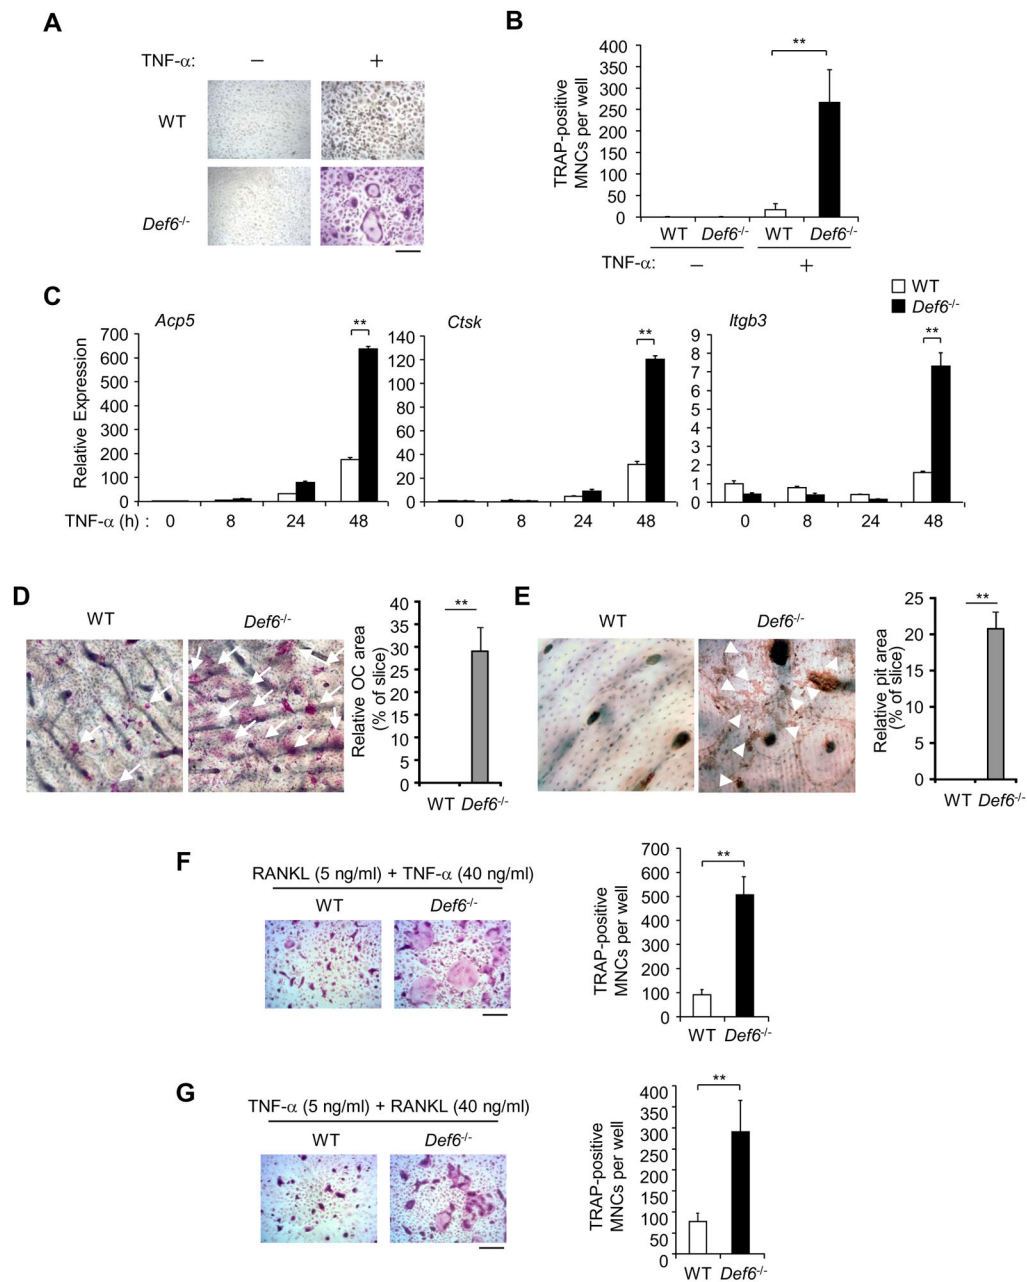 A
TNF-α: − +
WT
Def6-/-
B
TRAP-positive
MNCs per well
400
350
300
250
200
150
100
50
0
**
WT Def6-/- WT Def6-/-
TNF-α: − +
C
WT
Def6-/-
Relative Expression
Acp5
700
600
500
400
300
200
100
0
**
TNF-α (h) : 0 8 24 48
Ctsk
140
120
100
80
60
40
20
0
**
0 8 24 48
Itgb3
9
8
7
6
5
4
3
2
1
0
**
0 8 24 48
D
WT Def6-/-
Relative OC area
(% of slice)
40
35
30
25
20
15
10
5
0
**
WT Def6-/-
E
WT Def6-/-
Relative pit area
(% of slice)
25
20
15
10
5
0
**
WT Def6-/-
F
RANKL (5 ng/ml) + TNF-α (40 ng/ml)
WT Def6-/-
TRAP-positive
MNCs per well
700
600
500
400
300
200
100
0
**
WT Def6-/-
G
TNF-α (5 ng/ml) + RANKL (40 ng/ml)
WT Def6-/-
TRAP-positive
MNCs per well
400
350
300
250
200
150
100
50
0
**
WT Def6-/-